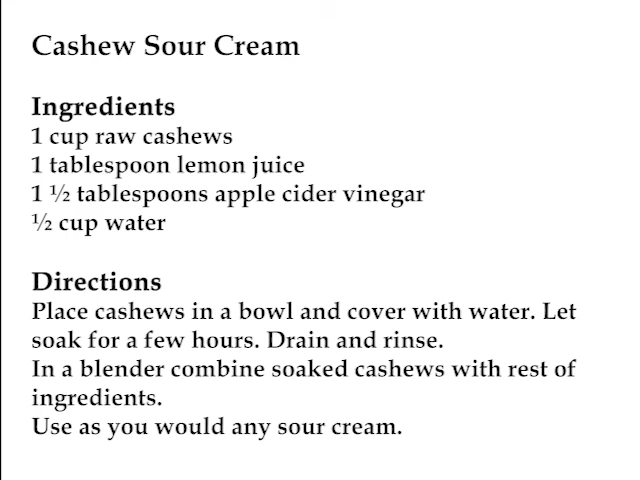 Cashew Sour Cream
Ingredients
1 cup raw cashews
1 tablespoon lemon juice
1 ½ tablespoons apple cider vinegar
½ cup water
Directions
Place cashews in a bowl and cover with water. Let
soak for a few hours. Drain and rinse.
In a blender combine soaked cashews with rest of
ingredients.
Use as you would any sour cream.